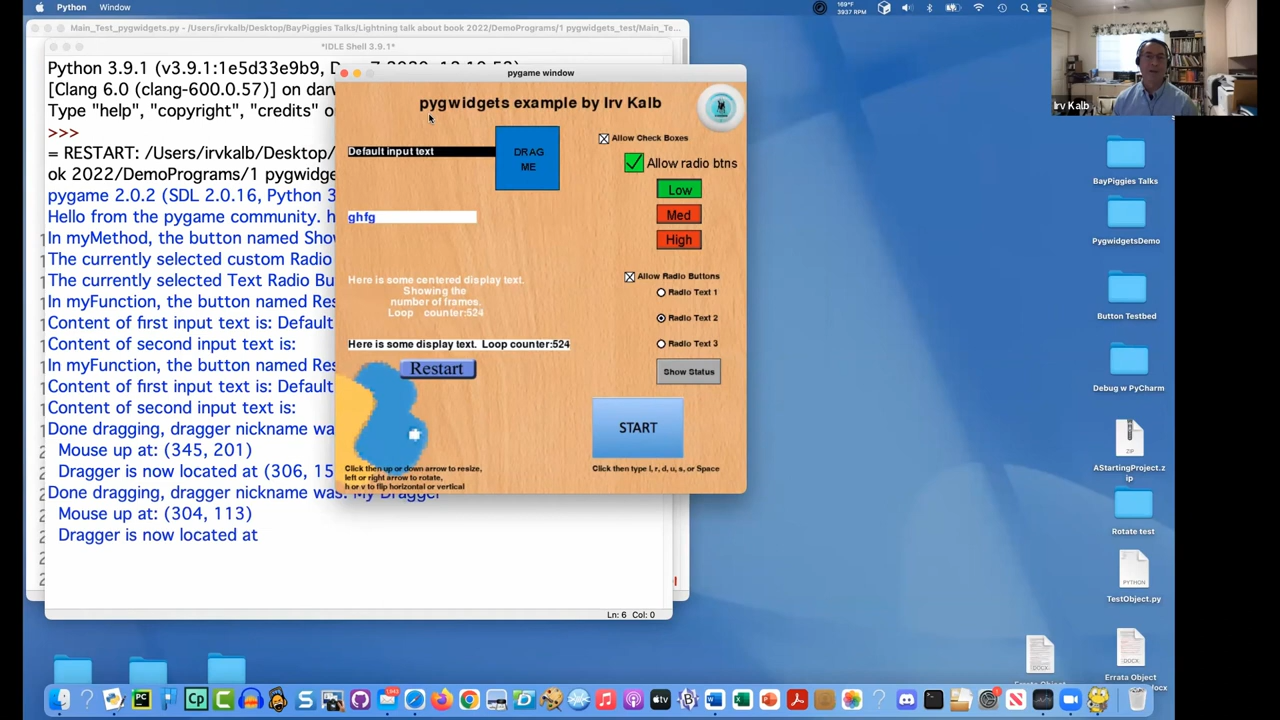 Python Window
169°F
3937 RPM
Main_Test_pygwidgets.py - /Users/irvkalb/Desktop/BayPiggies Talks/Lightning talk about book 2022/DemoPrograms/1 pygwidgets_test/Main_Te...
*IDLE Shell 3.9.1*
Python 3.9.1 (v3.9.1:1e5d33e9b9,
[Clang 6.0 (clang-600.0.57)] on darw
Type "help", "copyright", "credits" o
>>>
= RESTART: /Users/irvkalb/Desktop/
ok 2022/DemoPrograms/1 pygwidge
pygame 2.0.2 (SDL 2.0.16, Python 3
Hello from the pygame community. h
In myMethod, the button named Sho
The currently selected custom Radio
The currently selected Text Radio Bu
In myFunction, the button named Res
Content of first input text is: Default
Content of second input text is:
In myFunction, the button named Res
Content of first input text is: Default
Content of second input text is:
Done dragging, dragger nickname wa
Mouse up at: (345, 201)
Dragger is now located at (306, 15
Done dragging, dragger nickname was: My Dragger
Mouse up at: (304, 113)
Dragger is now located at
Ln: 6 Col: 0
pygame window
pygwidgets example by Irv Kalb
Default input text
DRAG
ME
ghfg
Here is some centered display text.
Showing the
number of frames.
Loop counter:524
Here is some display text. Loop counter:524
Restart
Click then up or down arrow to resize,
left or right arrow to rotate,
h or v to flip horizontal or vertical
Allow Check Boxes
Allow radio btns
Low
Med
High
Allow Radio Buttons
Radio Text 1
Radio Text 2
Radio Text 3
Show Status
START
Click then type l, r, d, u, s, or Space
Irv Kalb
BayPiggies Talks
PygwidgetsDemo
Button Testbed
Debug w PyCharm
ZIP
AStartingProject.z
ip
Rotate test
PYTHON
TestObject.py
DOCX
DOCX
Errata Object